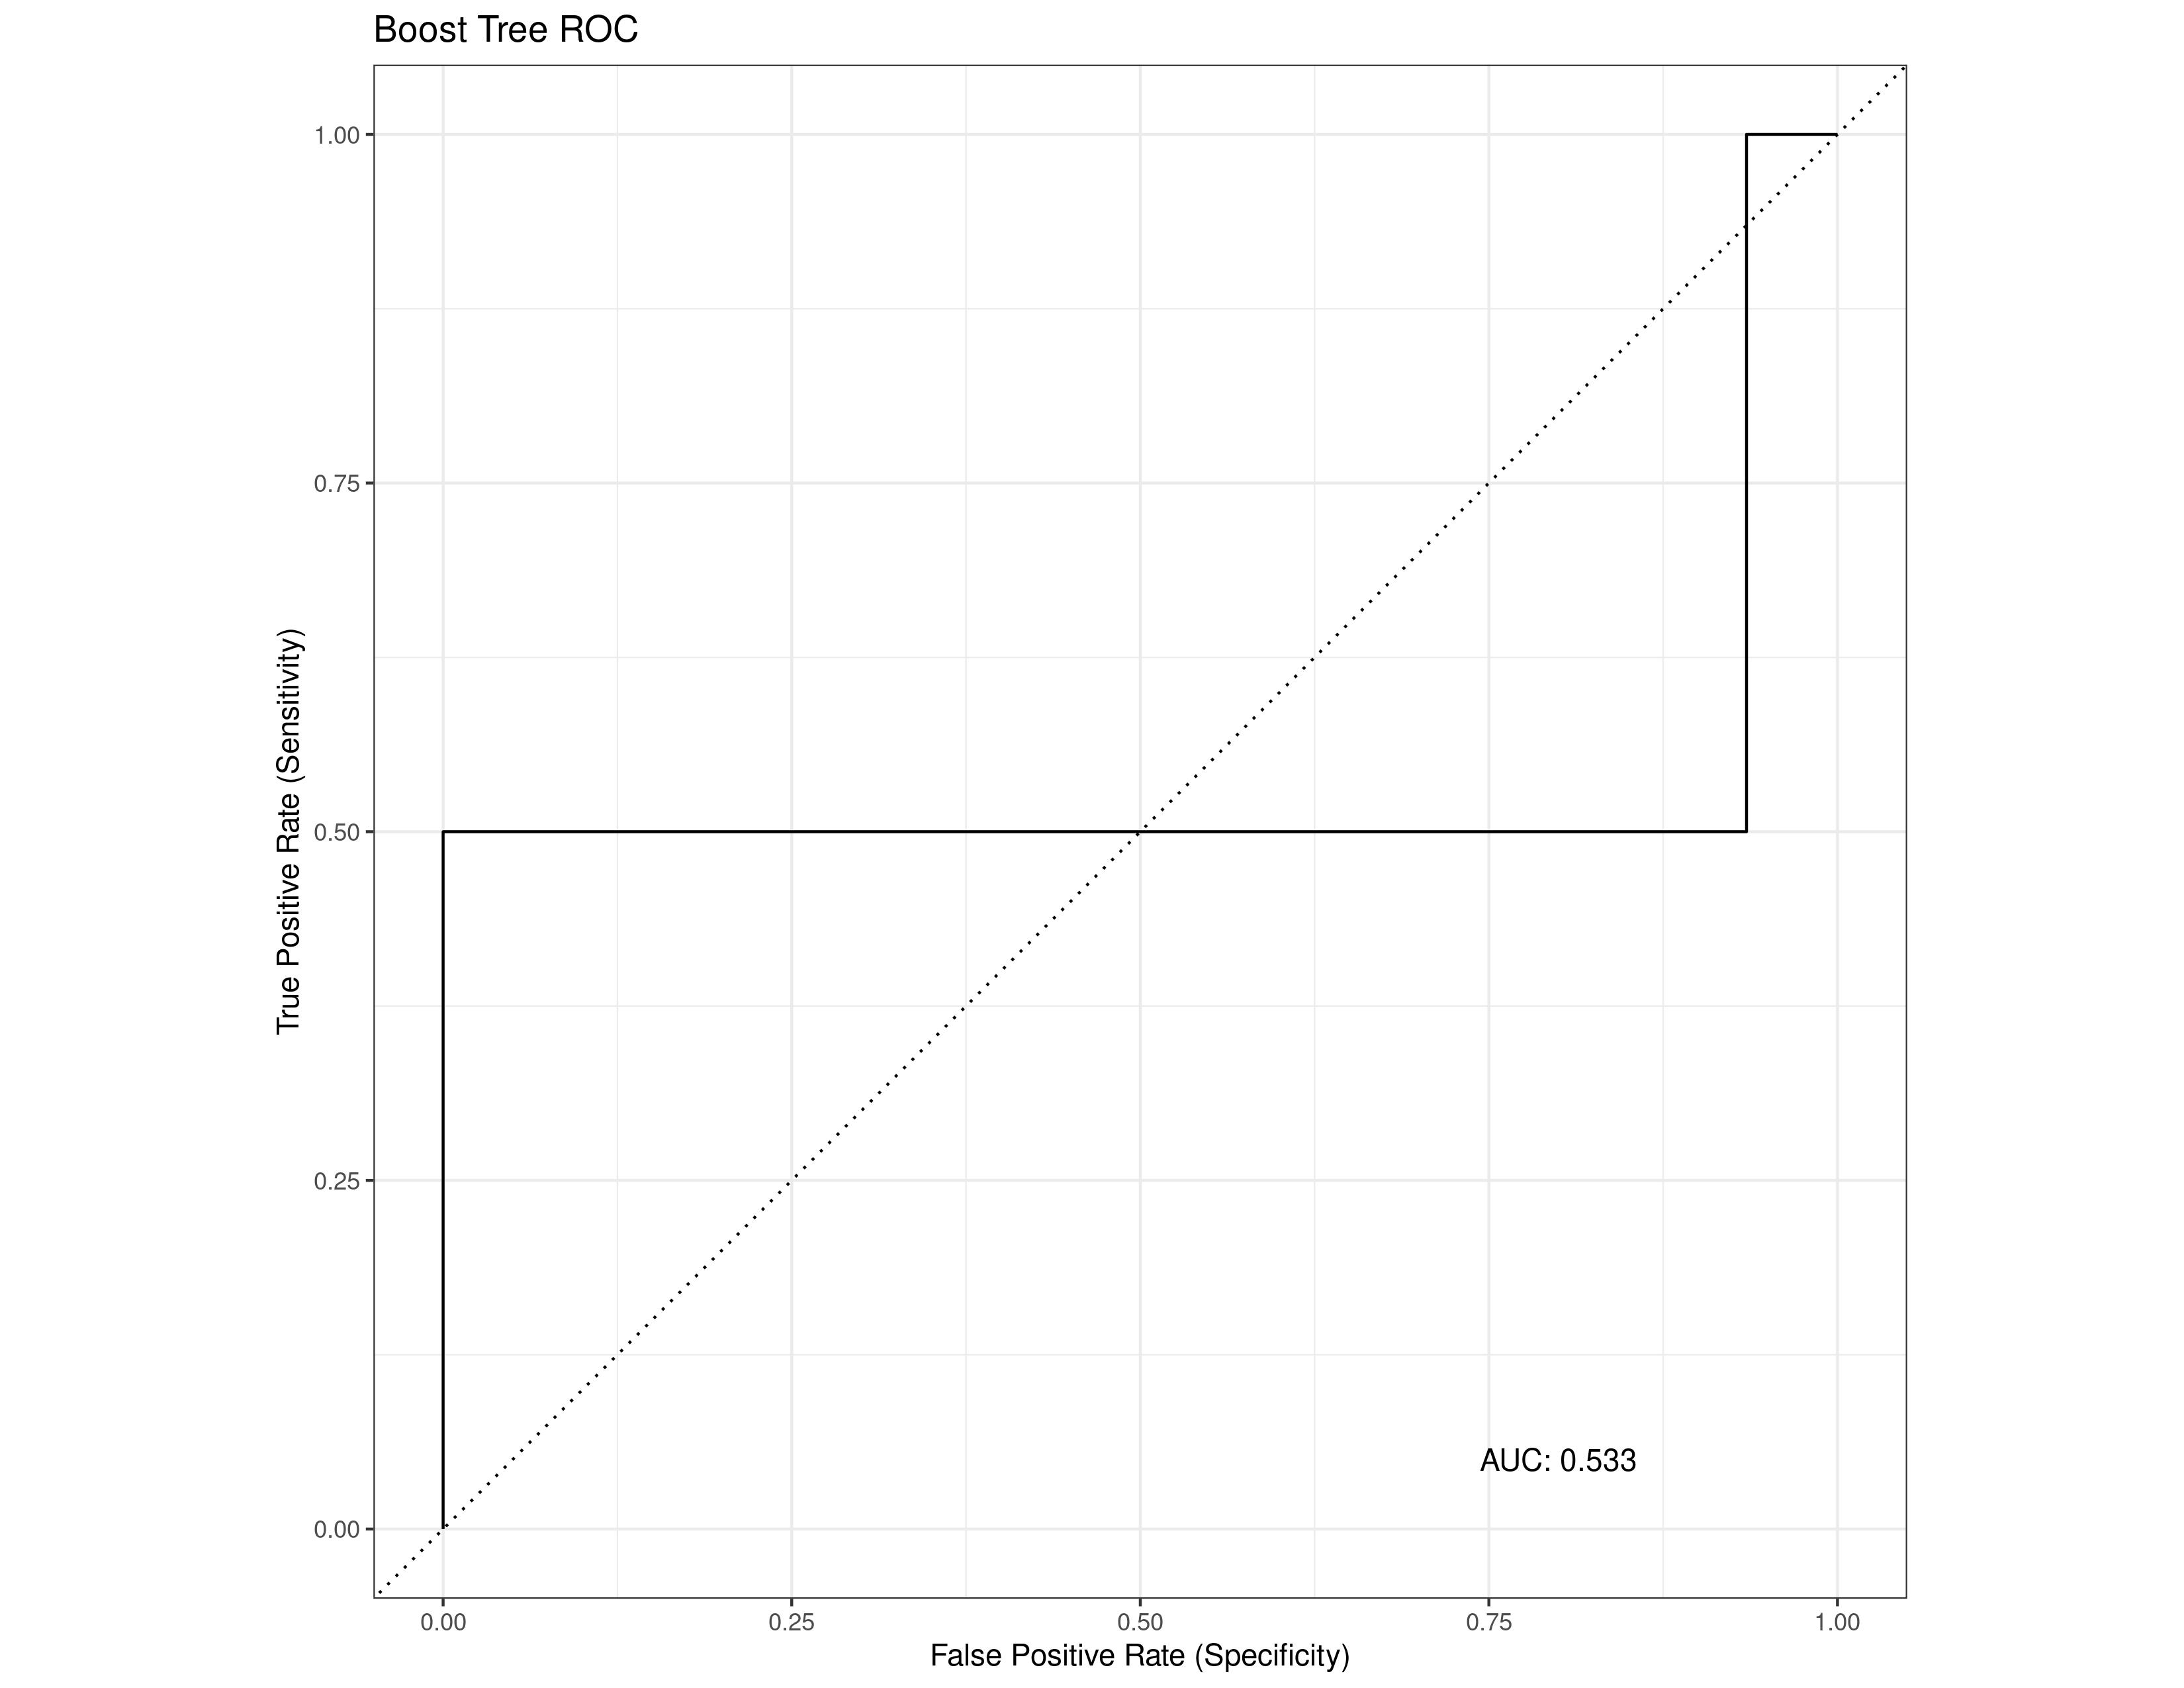 Boost Tree ROC
True Positive Rate (Sensitivity)
1.00
0.75
0.50
0.25
0.00
AUC: 0.533
0.00 0.25 0.50 0.75 1.00
False Positive Rate (Specificity)